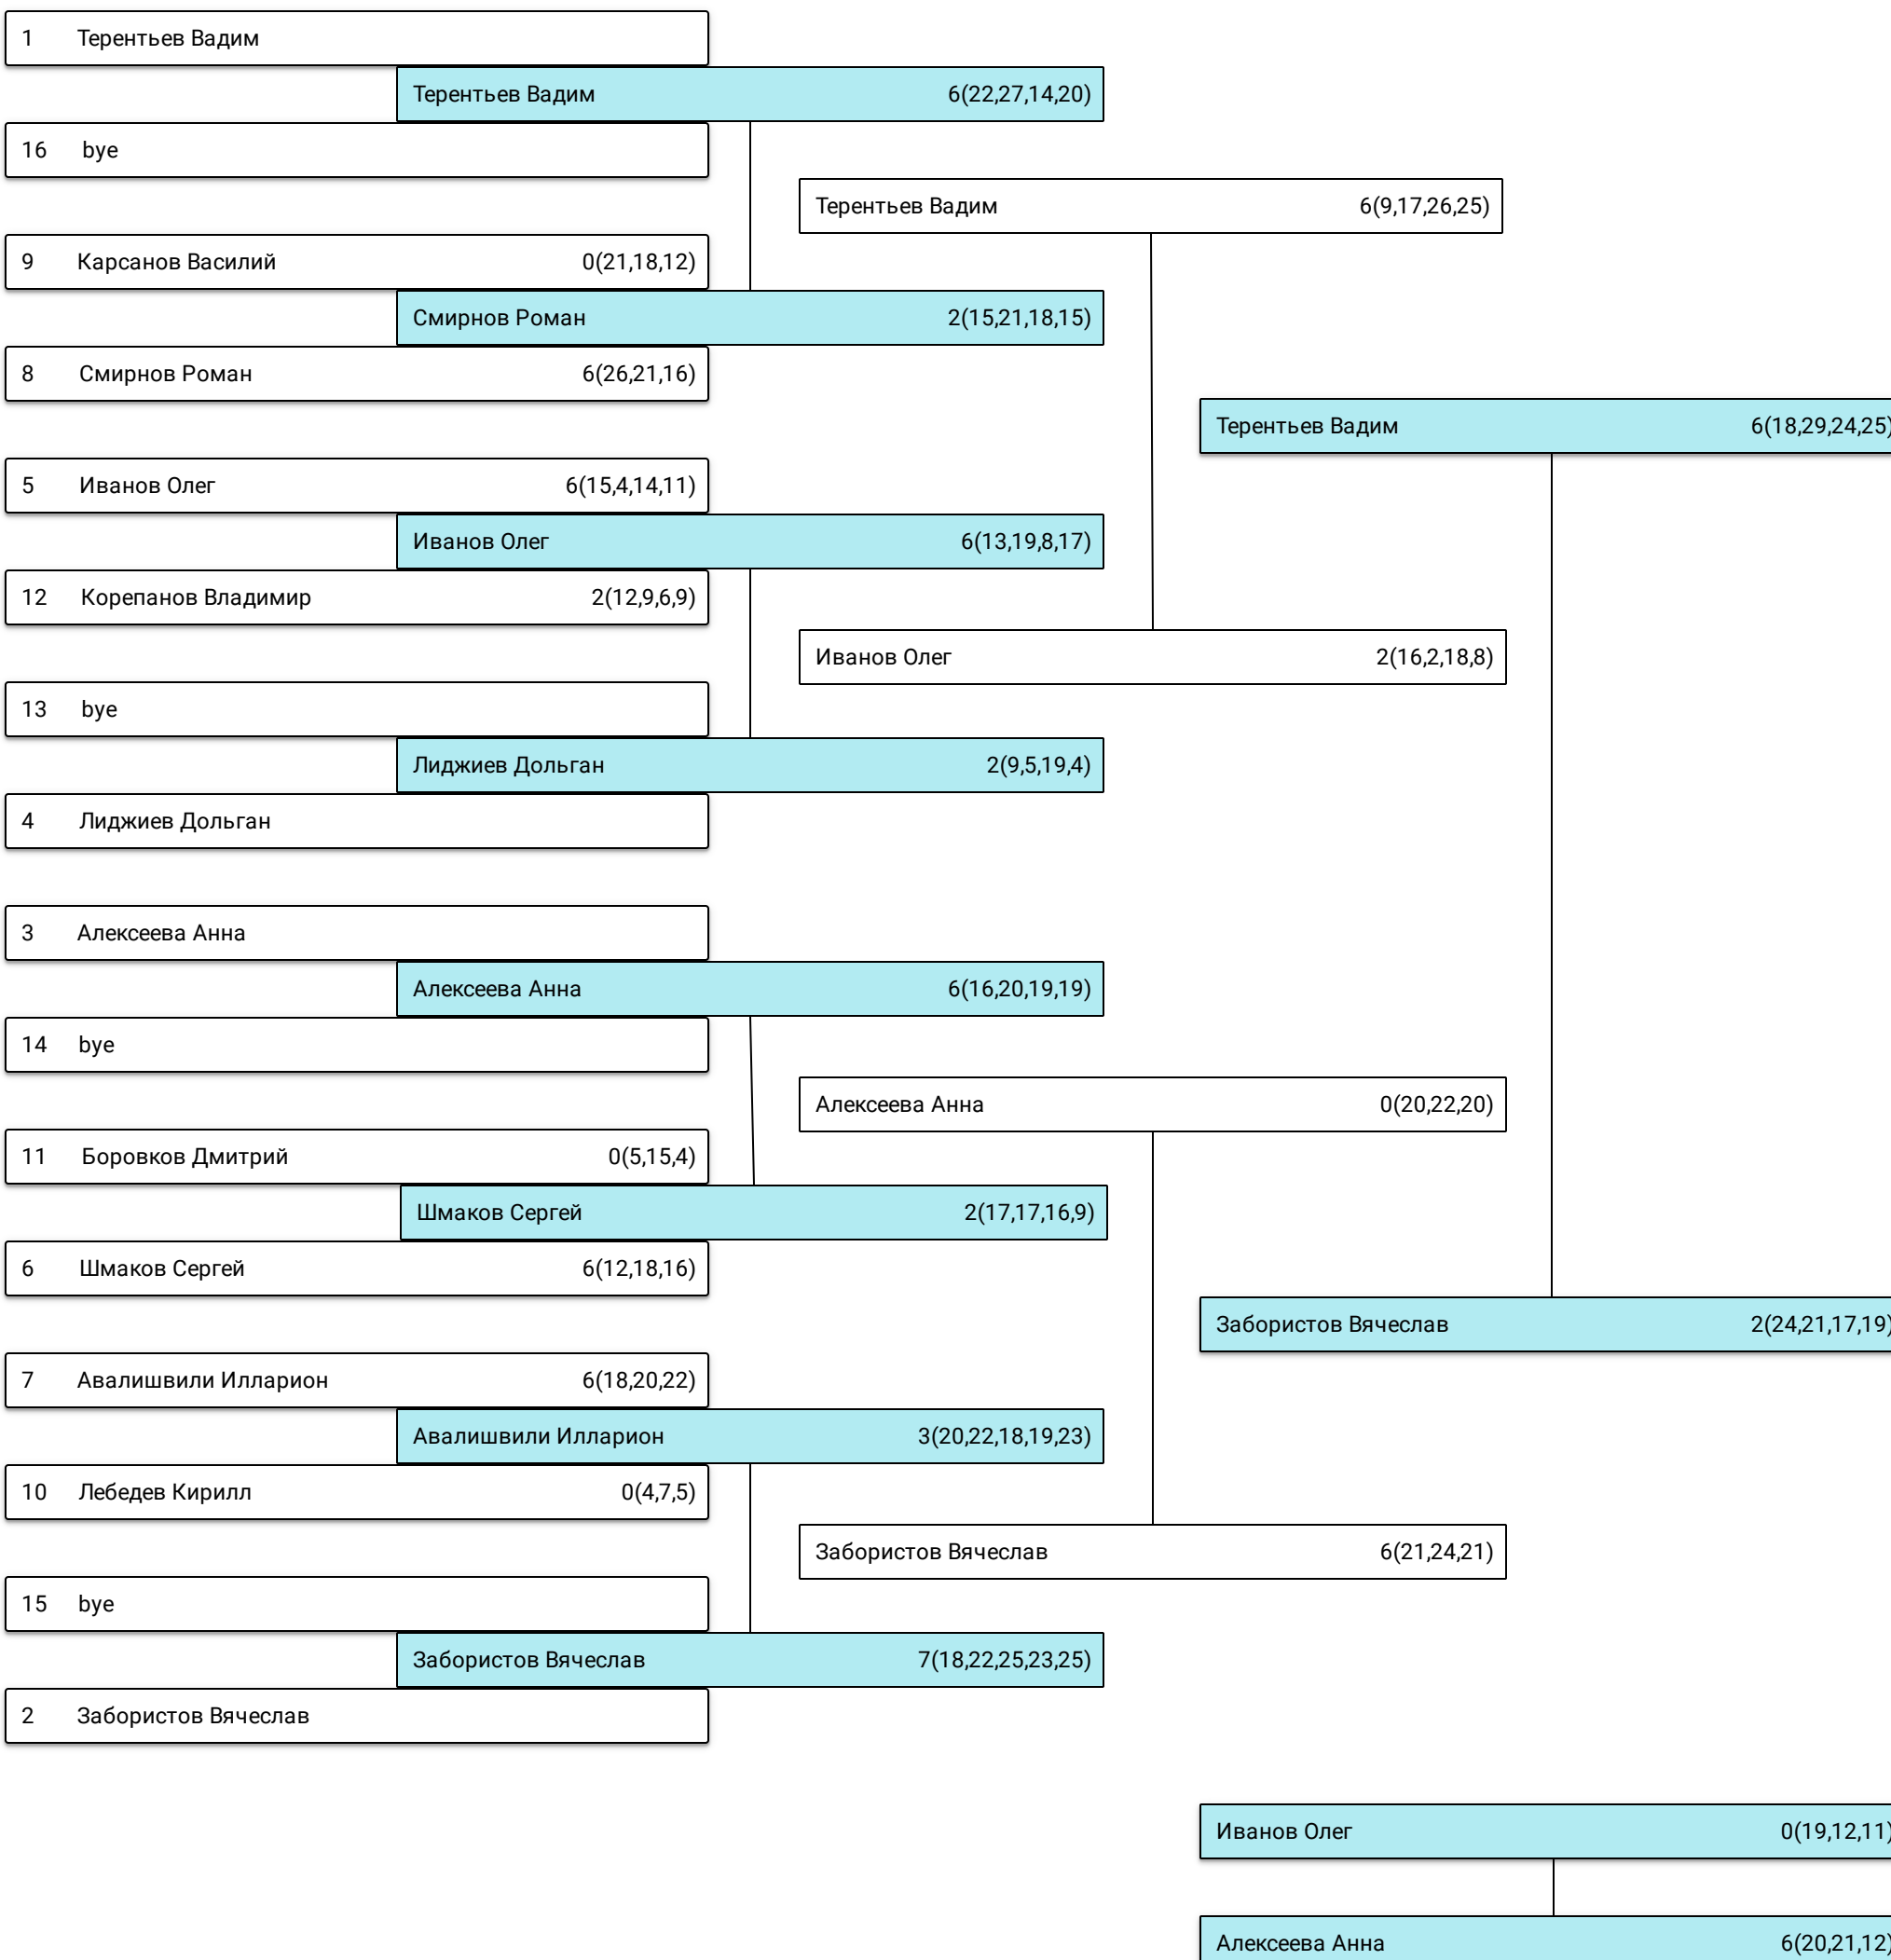 1 Терентьев Вадим
Терентьев Вадим 6(22,27,14,20)
16 bye
Терентьев Вадим 6(9,17,26,25)
9 Карсанов Василий 0(21,18,12)
Смирнов Роман 2(15,21,18,15)
8 Смирнов Роман 6(26,21,16)
Терентьев Вадим 6(18,29,24,25)
5 Иванов Олег 6(15,4,14,11)
Иванов Олег 6(13,19,8,17)
12 Корепанов Владимир 2(12,9,6,9)
Иванов Олег 2(16,2,18,8)
13 bye
Лиджиев Дольган 2(9,5,19,4)
4 Лиджиев Дольган
3 Алексеева Анна
Алексеева Анна 6(16,20,19,19)
14 bye
Алексеева Анна 0(20,22,20)
11 Боровков Дмитрий 0(5,15,4)
Шмаков Сергей 2(17,17,16,9)
6 Шмаков Сергей 6(12,18,16)
Забористов Вячеслав 2(24,21,17,19)
7 Авалишвили Илларион 6(18,20,22)
Авалишвили Илларион 3(20,22,18,19,23)
10 Лебедев Кирилл 0(4,7,5)
Забористов Вячеслав 6(21,24,21)
15 bye
Забористов Вячеслав 7(18,22,25,23,25)
2 Забористов Вячеслав
Иванов Олег 0(19,12,11)
Алексеева Анна 6(20,21,12)